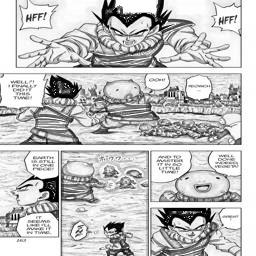 HFF!
HFF!
WELL?!
I FINALLY
DID IT
THIS TIME!
OOH!
EARTH IS
STILL IN
ONE PIECE!
IT
SEEMS
LIKE I'LL
MAKE IT
IN TIME.
AND TO
MASTER
IT IN SO
LITTLE
TIME!
WELL
DONE
VEGETA!